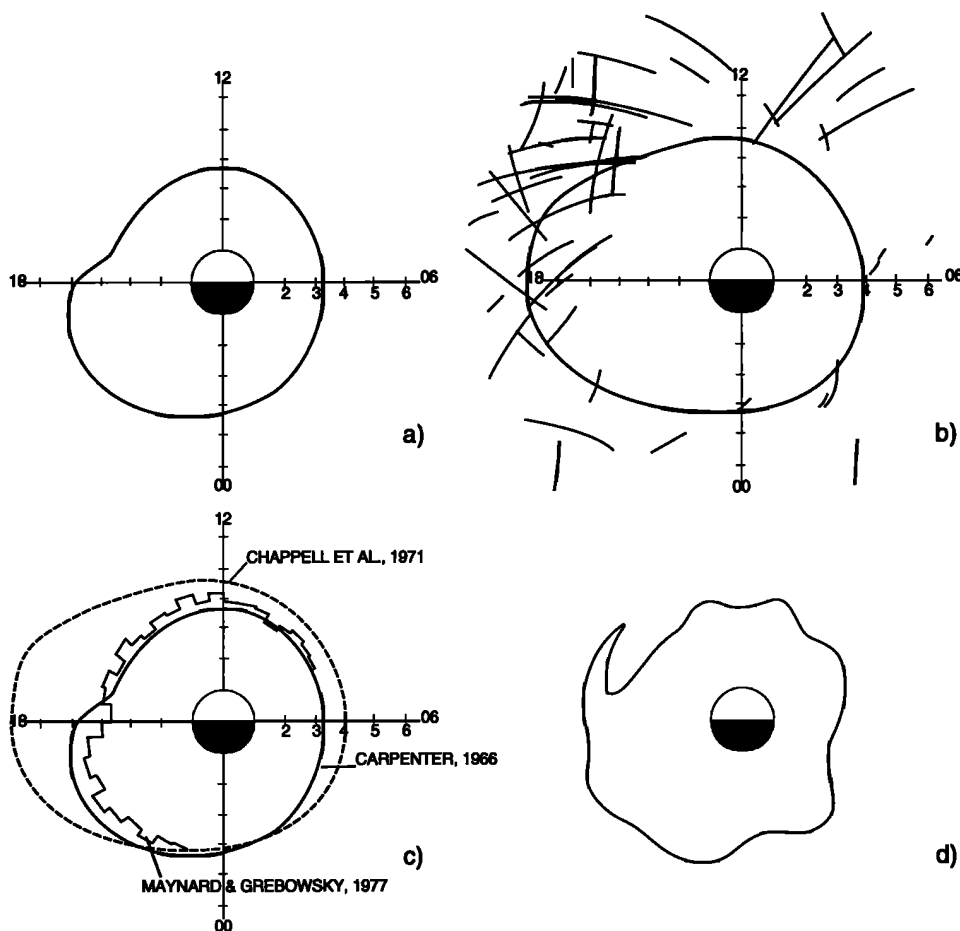 12
18
2 3 4 5 6 06
00
a)
12
18
2 3 4 5 6 06
00
b)
12
CHAPPELL ET AL., 1971
18
2 3 4 5 6 06
CARPENTER, 1966
MAYNARD & GREBOWSKY, 1977
00
c)
d)